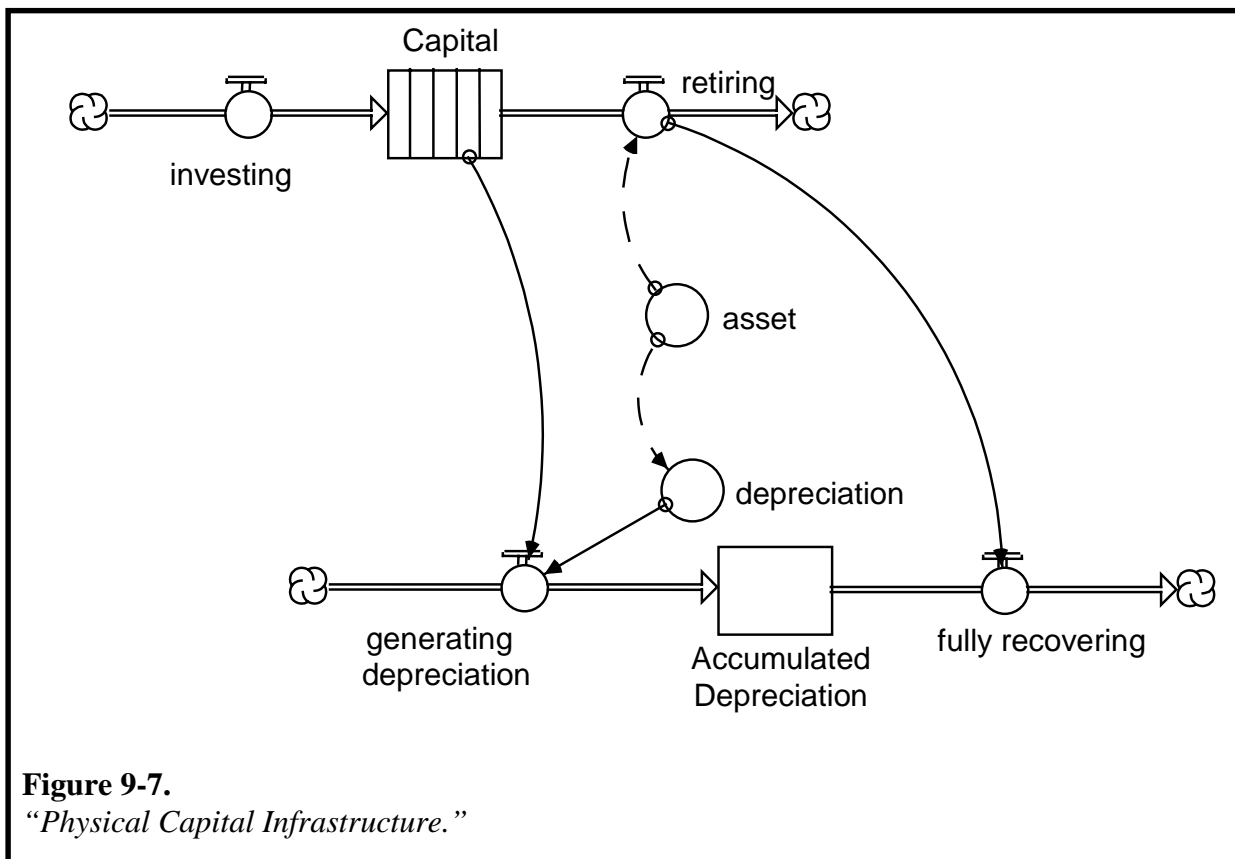 Capital
retiring
investing
asset
depreciation
generating
depreciation
Accumulated
Depreciation
fully recovering
Figure 9-7.
“Physical Capital Infrastructure.”